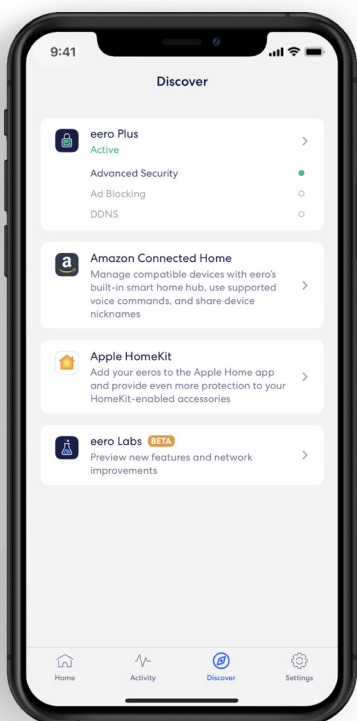 9:41
Discover
eero Plus
Active
Advanced Security
Ad Blocking
DDNS
Amazon Connected Home
Manage compatible devices with eero's
built-in smart home hub, use supported
voice commands, and share device
nicknames
Apple HomeKit
Add your eeros to the Apple Home app
and provide even more protection to your
HomeKit-enabled accessories
eero Labs BETA
Preview new features and network
improvements
Home Activity Discover Settings